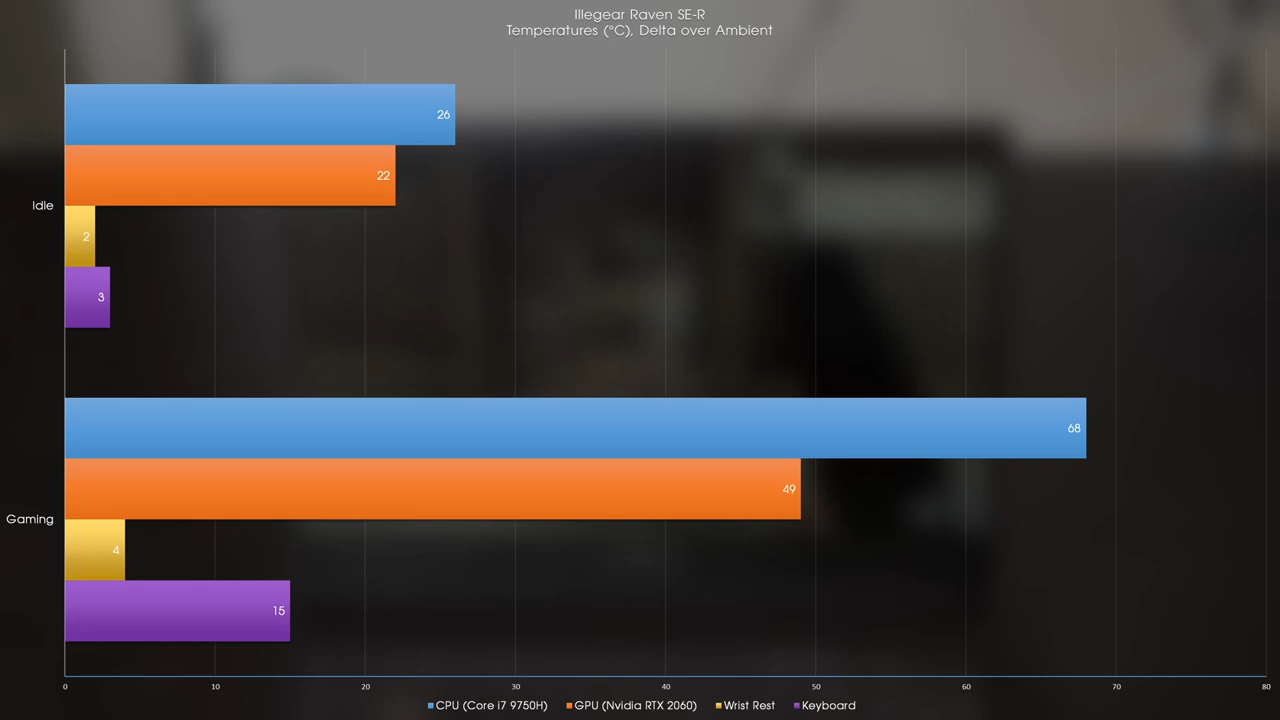 Illegear Raven SE-R
Temperatures (°C), Delta over Ambient
26
22
Idle
2
3
68
49
Gaming
4
15
0 10 20 30 40 50 60 70 80
CPU (Core i7 9750H) GPU (Nvidia RTX 2060) Wrist Rest Keyboard